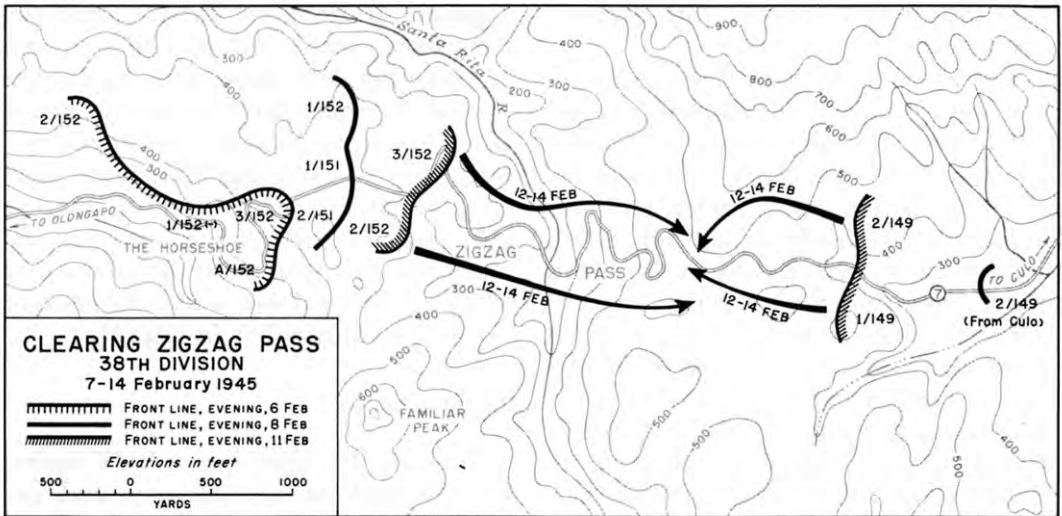 900
400
300
Santa Rita R.
800
300
400
200
700
1/152
2/152
600
3/152
400
300
1/151
500
12-14 FEB
12-14 FEB
TO OLONGAPO
3/152
2/151
2/149
1/152(-)
2/152
400
THE HORSESHOE
ZIGZAG
PASS
300
TO CULO
A/152
7
300
12-14 FEB
12-14 FEB
2/149
1/149
(From Culo)
400
500
600
FAMILIAR
PEAK
500
500
500
400
CLEARING ZIGZAG PASS
38TH DIVISION
7-14 February 1945
FRONT LINE, EVENING, 6 FEB
FRONT LINE, EVENING, 8 FEB
FRONT LINE, EVENING, 11 FEB
Elevations in feet
500 0 500 1000
YARDS